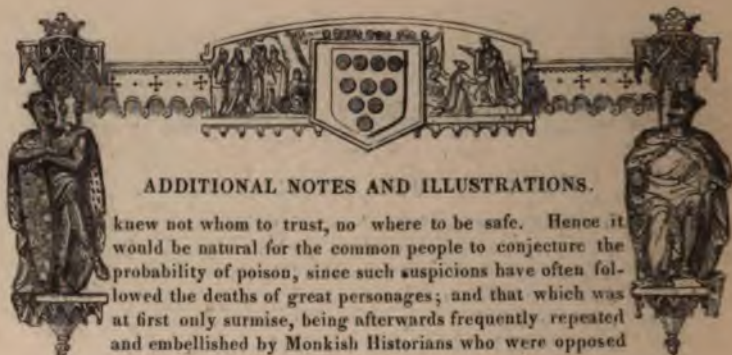 ADDITIONAL NOTES AND ILLUSTRATIONS.
knew not whom to trust, no where to be safe. Hence it
would be natural for the common people to conjecture the
probability of poison, since such suspicions have often fol-
lowed the deaths of great personages; and that which was
at first only surmise, being afterwards frequently repeated
and embellished by Monkish Historians who were opposed